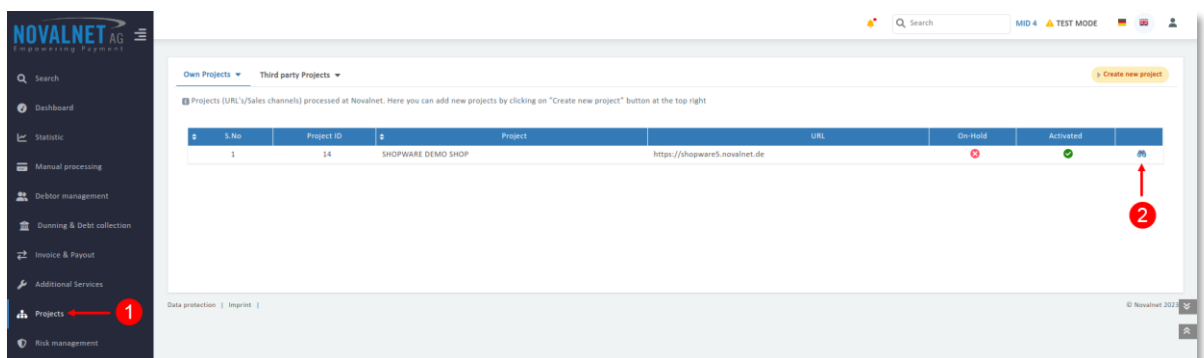 NOVALNET AG
Empowering Payment
Search
MID 4 TEST MODE
Search
Dashboard
Statistic
Manual processing
Debtor management
Dunning & Debt collection
Invoice & Payout
Additional Services
Projects
1
Risk management
Own Projects Third party Projects
Create new project
Projects (URL's/Sales channels) processed at Novalnet. Here you can add new projects by clicking on "Create new project" button at the top right
S.No Project ID Project URL On-Hold Activated
1 14 SHOPWARE DEMO SHOP https://shopware5.novalnet.de
2
Data protection | Imprint |
© Novalnet 2023